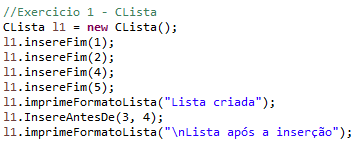 //Exercicio 1 - CLista
CLista l1 = new CLista();
l1.insereFim(1);
l1.insereFim(2);
l1.insereFim(4);
l1.insereFim(5);
l1.imprimeFormatoLista("Lista criada");
l1.InsereAntesDe(3, 4);
l1.imprimeFormatoLista("\nLista após a inserção");